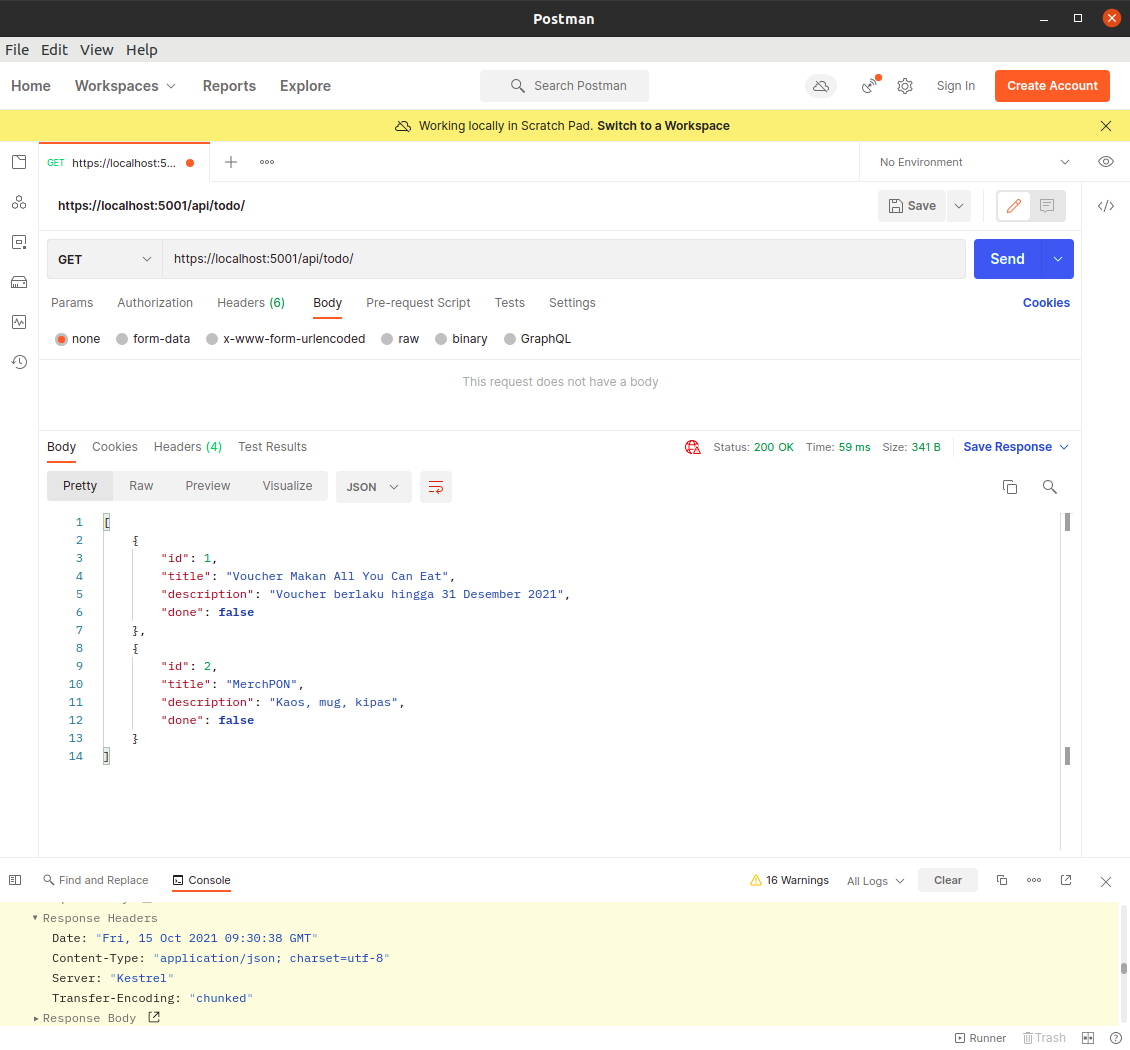 Postman
File Edit View Help
Home Workspaces Reports Explore Search Postman Sign In Create Account
Working locally in Scratch Pad. Switch to a Workspace
GET https://localhost:5... No Environment
https://localhost:5001/api/todo/ Save
GET https://localhost:5001/api/todo/ Send
Params Authorization Headers (6) Body Pre-request Script Tests Settings Cookies
none form-data x-www-form-urlencoded raw binary GraphQL
This request does not have a body
Body Cookies Headers (4) Test Results Status: 200 OK Time: 59 ms Size: 341 B Save Response
Pretty Raw Preview Visualize JSON
1 [
2 {
3 "id": 1,
4 "title": "Voucher Makan All You Can Eat",
5 "description": "Voucher berlaku hingga 31 Desember 2021",
6 "done": false
7 },
8 {
9 "id": 2,
10 "title": "MerchPON",
11 "description": "Kaos, mug, kipas",
12 "done": false
13 }
14 ]
Find and Replace Console 16 Warnings All Logs Clear
Response Headers
Date: "Fri, 15 Oct 2021 09:30:38 GMT"
Content-Type: "application/json; charset=utf-8"
Server: "Kestrel"
Transfer-Encoding: "chunked"
Response Body
Runner Trash